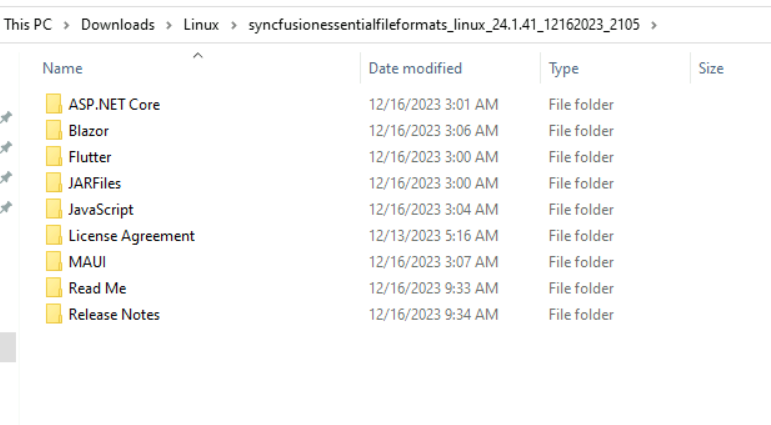 This PC > Downloads > Linux > syncfusionessentialfileformats_linux_24.1.41_12162023_2105 >
Name Date modified Type Size
ASP.NET Core 12/16/2023 3:01 AM File folder
Blazor 12/16/2023 3:06 AM File folder
Flutter 12/16/2023 3:00 AM File folder
JARFiles 12/16/2023 3:00 AM File folder
JavaScript 12/16/2023 3:04 AM File folder
License Agreement 12/13/2023 5:16 AM File folder
MAUI 12/16/2023 3:07 AM File folder
Read Me 12/16/2023 9:33 AM File folder
Release Notes 12/16/2023 9:34 AM File folder